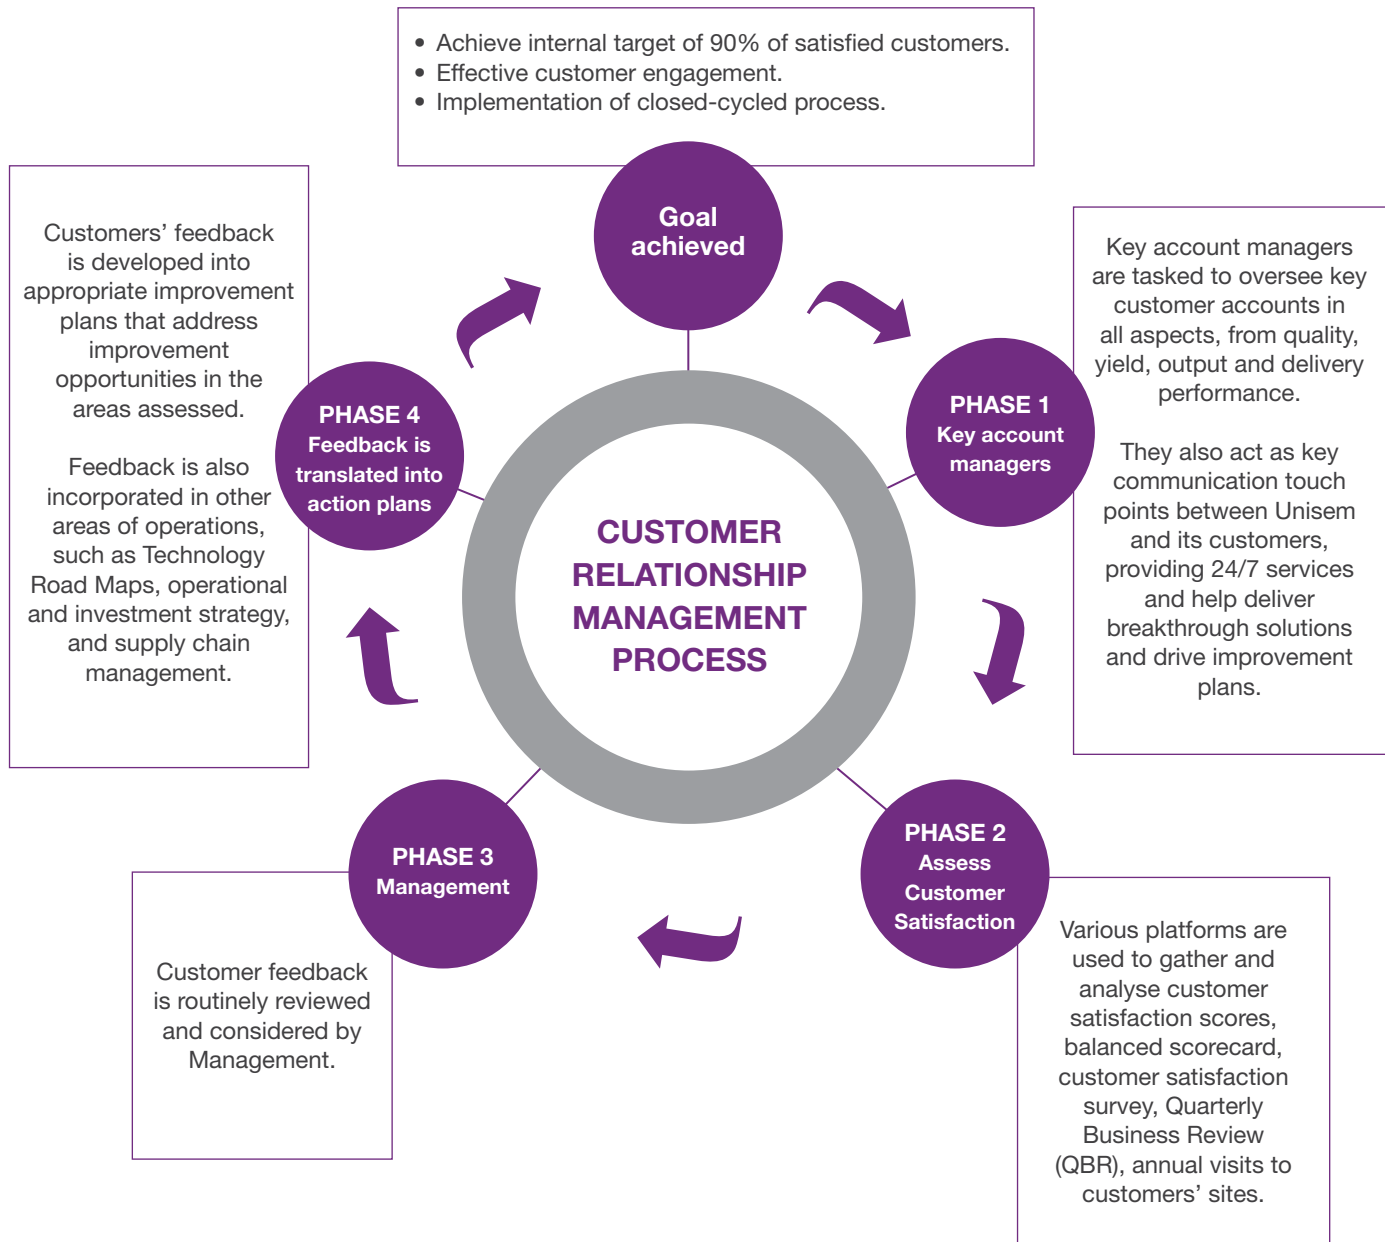 • Achieve internal target of 90% of satisfied customers.
• Effective customer engagement.
• Implementation of closed-cycled process.
Goal
achieved
Key account managers
are tasked to oversee key
customer accounts in
all aspects, from quality,
yield, output and delivery
performance.
They also act as key
communication touch
points between Unisem
and its customers,
providing 24/7 services
and help deliver
breakthrough solutions
and drive improvement
plans.
PHASE 1
Key account
managers
CUSTOMER
RELATIONSHIP
MANAGEMENT
PROCESS
PHASE 2
Assess
Customer
Satisfaction
Various platforms are
used to gather and
analyse customer
satisfaction scores,
balanced scorecard,
customer satisfaction
survey, Quarterly
Business Review
(QBR), annual visits to
customers’ sites.
PHASE 3
Management
Customer feedback
is routinely reviewed
and considered by
Management.
PHASE 4
Feedback is
translated into
action plans
Customers’ feedback
is developed into
appropriate improvement
plans that address
improvement
opportunities in the
areas assessed.
Feedback is also
incorporated in other
areas of operations,
such as Technology
Road Maps, operational
and investment strategy,
and supply chain
management.